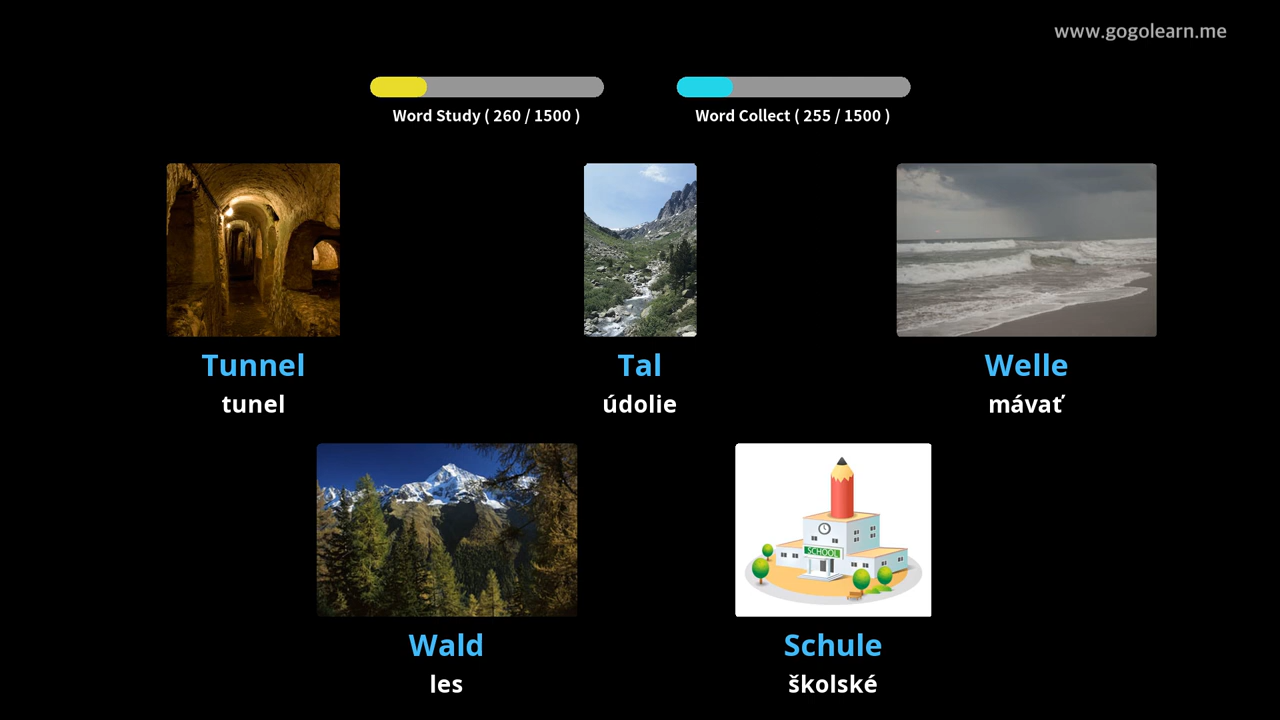 www.gogolearn.me
Word Study ( 260 / 1500 )
Word Collect ( 255 / 1500 )
Tunnel
tunel
Tal
údolie
Welle
mávať
Wald
les
SCHOOL
Schule
školské